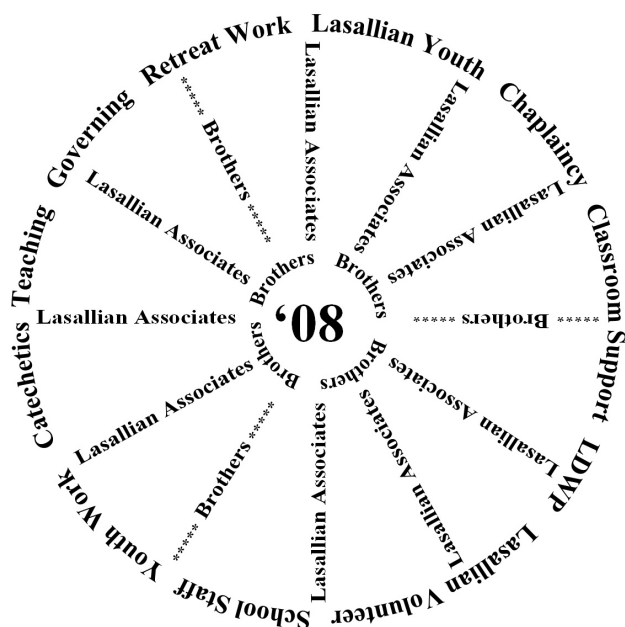 Retreat Work
Lasallian Youth
Chaplaincy
Classroom Support
LDWP
Lasallian Volunteer
School Staff
Youth Work
Catechetics
Teaching
Governing
Lasallian Associates
Lasallian Associates
Lasallian Associates
***** Brothers *****
Lasallian Associates
Lasallian Associates
Lasallian Associates
***** Brothers *****
Lasallian Associates
Lasallian Associates
Lasallian Associates
***** Brothers *****
Brothers
Brothers
Brothers
Brothers
‘08